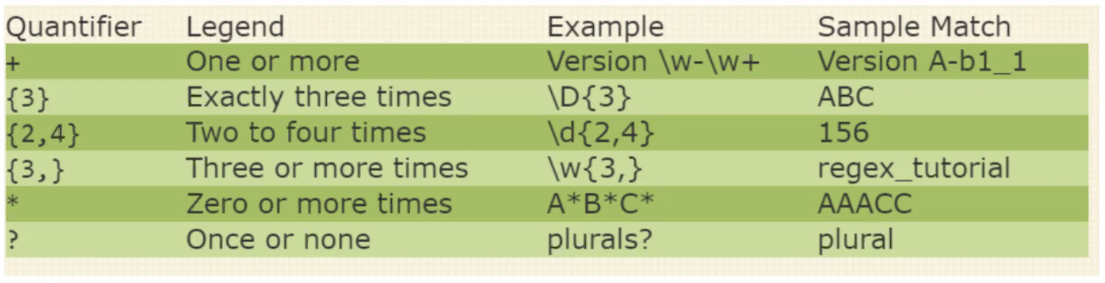 Quantifier Legend Example Sample Match
+ One or more Version \w-\w+ Version A-b1_1
{3} Exactly three times \D{3} ABC
{2,4} Two to four times \d{2,4} 156
{3,} Three or more times \w{3,} regex_tutorial
* Zero or more times A*B*C* AAACC
? Once or none plurals? plural